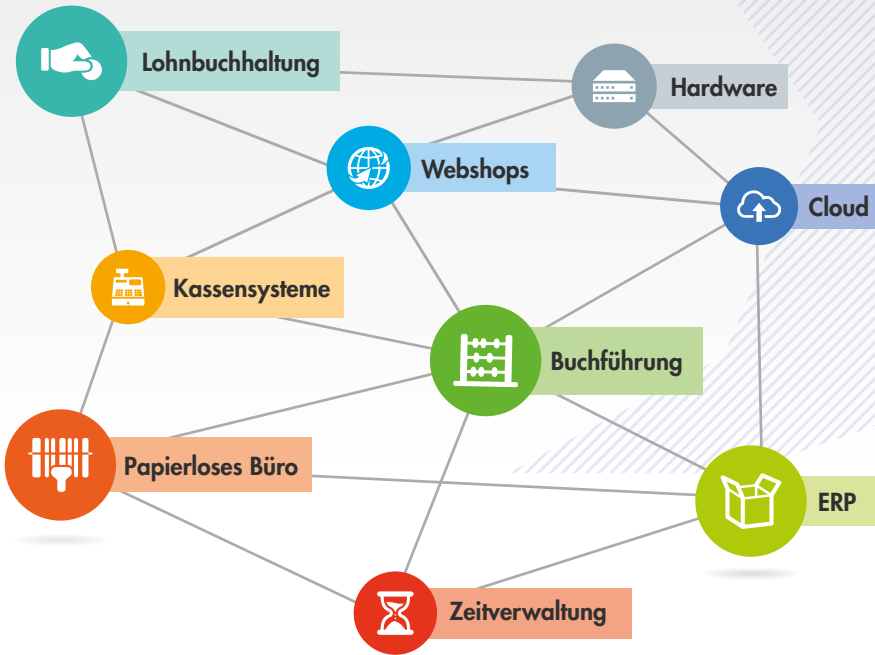 Lohnbuchhaltung
Hardware
Webshops
Cloud
Kassensysteme
Buchführung
Papierloses Büro
ERP
Zeitverwaltung